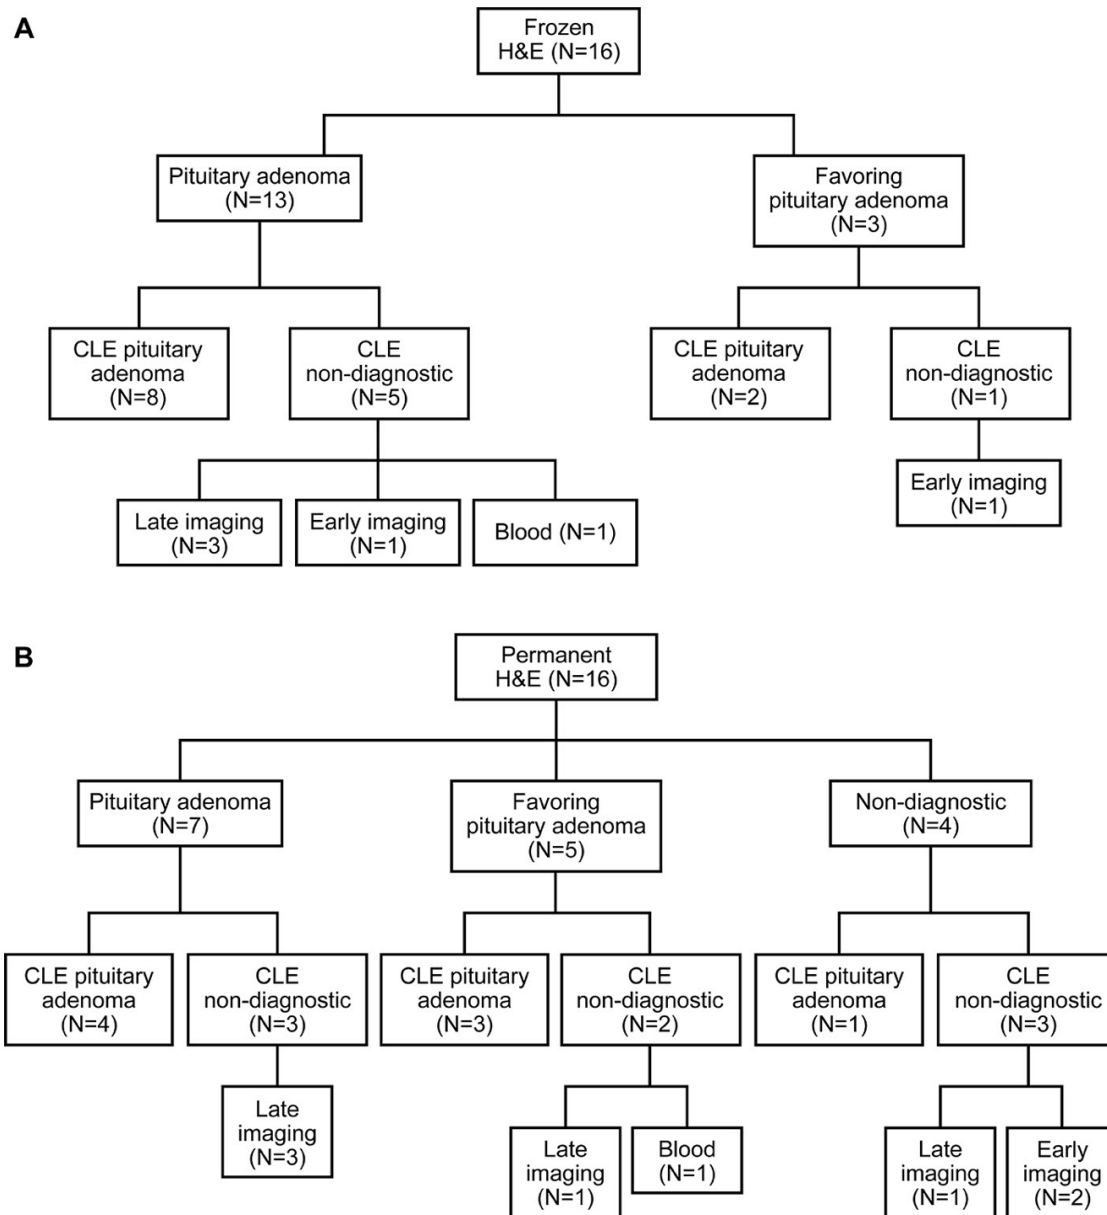 A
Frozen
H&E (N=16)
Pituitary adenoma
(N=13)
Favoring
pituitary adenoma
(N=3)
CLE pituitary
adenoma
(N=8)
CLE
non-diagnostic
(N=5)
CLE pituitary
adenoma
(N=2)
CLE
non-diagnostic
(N=1)
Late imaging
(N=3)
Early imaging
(N=1)
Blood (N=1)
Early imaging
(N=1)
B
Permanent
H&E (N=16)
Pituitary adenoma
(N=7)
Favoring
pituitary adenoma
(N=5)
Non-diagnostic
(N=4)
CLE pituitary
adenoma
(N=4)
CLE
non-diagnostic
(N=3)
CLE pituitary
adenoma
(N=3)
CLE
non-diagnostic
(N=2)
CLE pituitary
adenoma
(N=1)
CLE
non-diagnostic
(N=3)
Late
imaging
(N=3)
Late
imaging
(N=1)
Blood
(N=1)
Late
imaging
(N=1)
Early
imaging
(N=2)